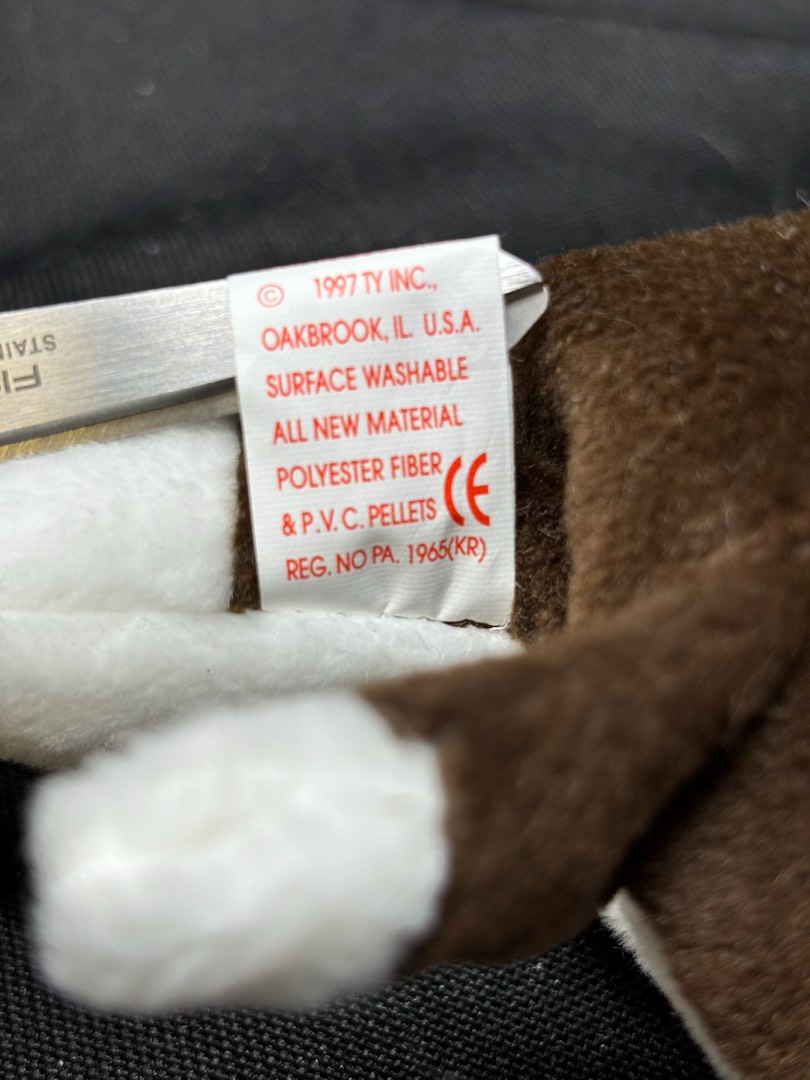 © 1997 TY INC.,
OAKBROOK, IL. U.S.A.
SURFACE WASHABLE
ALL NEW MATERIAL
POLYESTER FIBER
& P.V.C. PELLETS CE
REG. NO PA. 1965(KR)